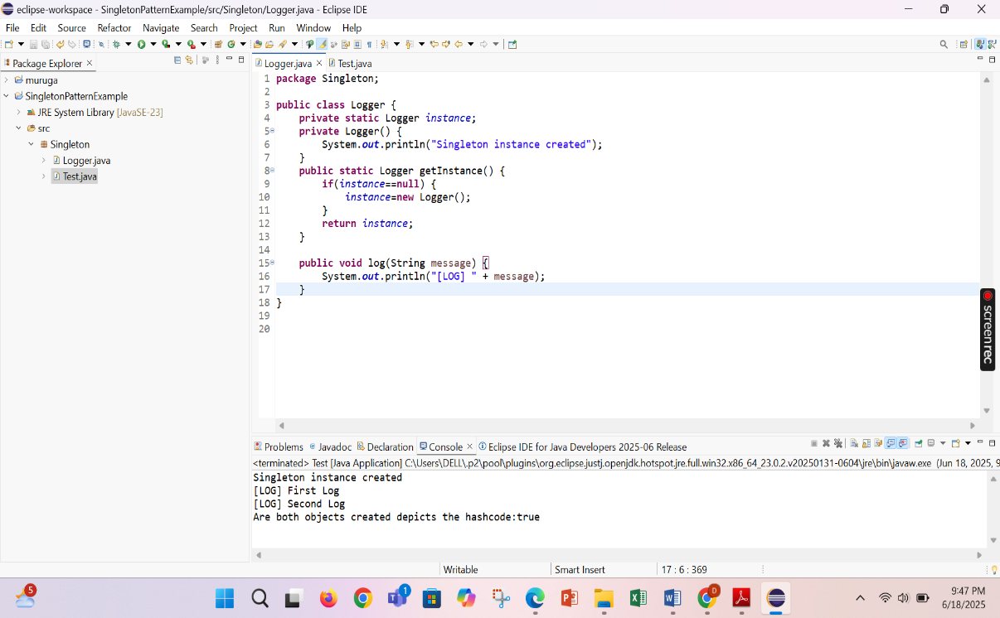 eclipse-workspace - SingletonPatternExample/src/Singleton/Logger.java - Eclipse IDE
File Edit Source Refactor Navigate Search Project Run Window Help
Package Explorer
muruga
SingletonPatternExample
JRE System Library [JavaSE-23]
src
Singleton
Logger.java
Test.java
Logger.java Test.java
1 package Singleton;
2
3 public class Logger {
4     private static Logger instance;
5     private Logger() {
6         System.out.println("Singleton instance created");
7     }
8     public static Logger getInstance() {
9         if(instance==null) {
10             instance=new Logger();
11         }
12         return instance;
13     }
14
15     public void log(String message) {
16         System.out.println("[LOG] " + message);
17     }
18 }
19
20
screenrec
Problems @ Javadoc Declaration Console Eclipse IDE for Java Developers 2025-06 Release
<terminated> Test [Java Application] C:\Users\DELL\.p2\pool\plugins\org.eclipse.justj.openjdk.hotspot.jre.full.win32.x86_64_23.0.2.v20250131-0604\jre\bin\javaw.exe (Jun 18, 2025, 9
Singleton instance created
[LOG] First Log
[LOG] Second Log
Are both objects created depicts the hashcode:true
Writable Smart Insert 17 : 6 : 369
5
1
D
9:47 PM
6/18/2025